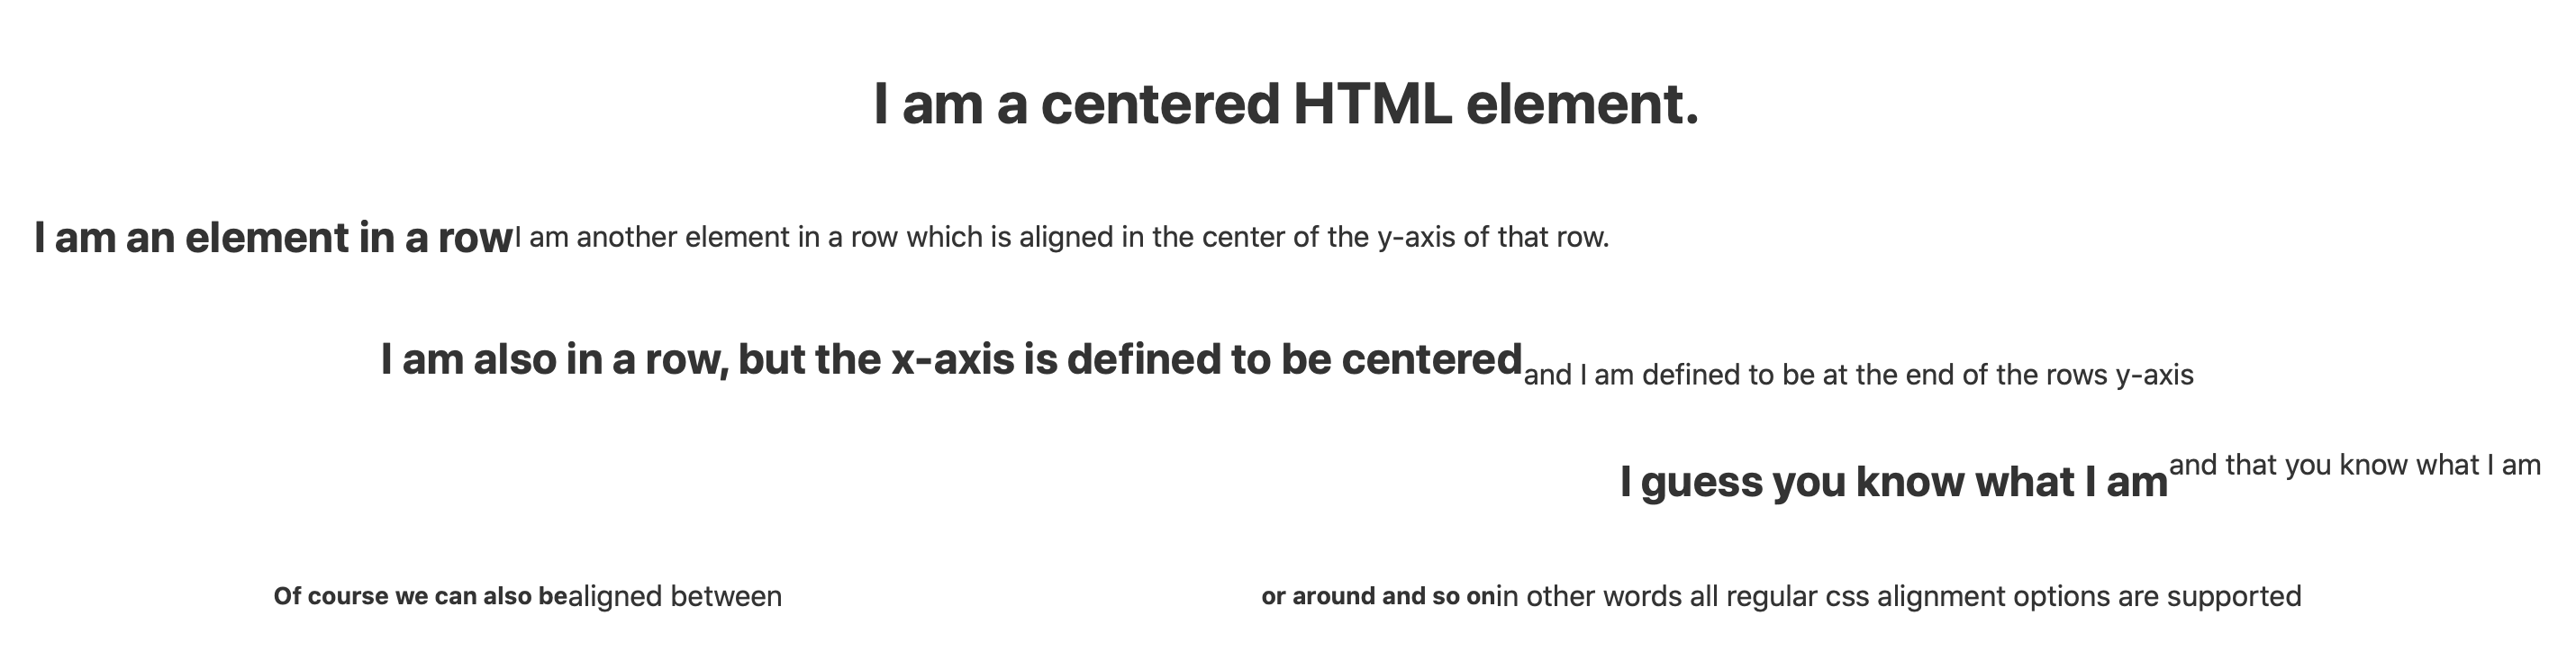 I am a centered HTML element.
I am an element in a rowI am another element in a row which is aligned in the center of the y-axis of that row.
I am also in a row, but the x-axis is defined to be centeredand I am defined to be at the end of the rows y-axis
I guess you know what I amand that you know what I am
Of course we can also bealigned between or around and so onin other words all regular css alignment options are supported